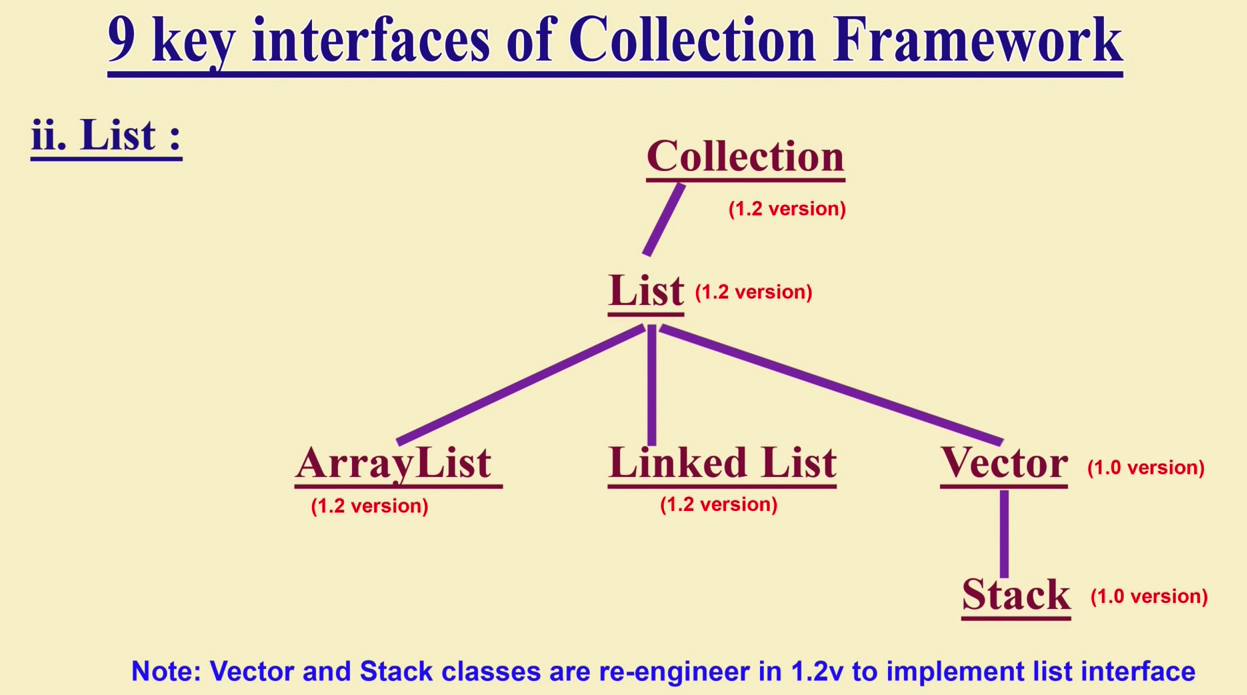 9 key interfaces of Collection Framework
ii. List :
Collection
(1.2 version)
List (1.2 version)
ArrayList
(1.2 version)
Linked List
(1.2 version)
Vector (1.0 version)
Stack (1.0 version)
Note: Vector and Stack classes are re-engineer in 1.2v to implement list interface